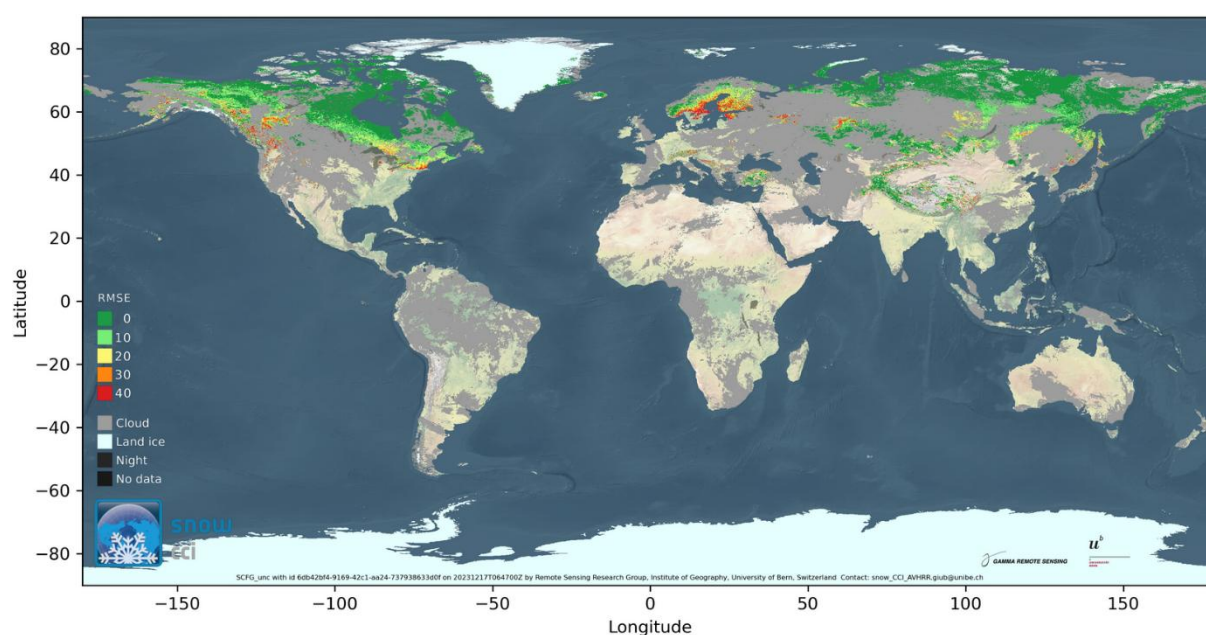 80
60
40
20
0
−20
−40
−60
−80
Latitude
RMSE
0
10
20
30
40
Cloud
Land ice
Night
No data
snow
cci
GAMMA REMOTE SENSING
u
b
SCFG_unc with id 6db42bf4-9169-42c1-aa24-737938633d0f on 20231217T064700Z by Remote Sensing Research Group, Institute of Geography, University of Bern, Switzerland Contact: snow_CCI_AVHRR.giub@unibe.ch
−150
−100
−50
0
50
100
150
Longitude